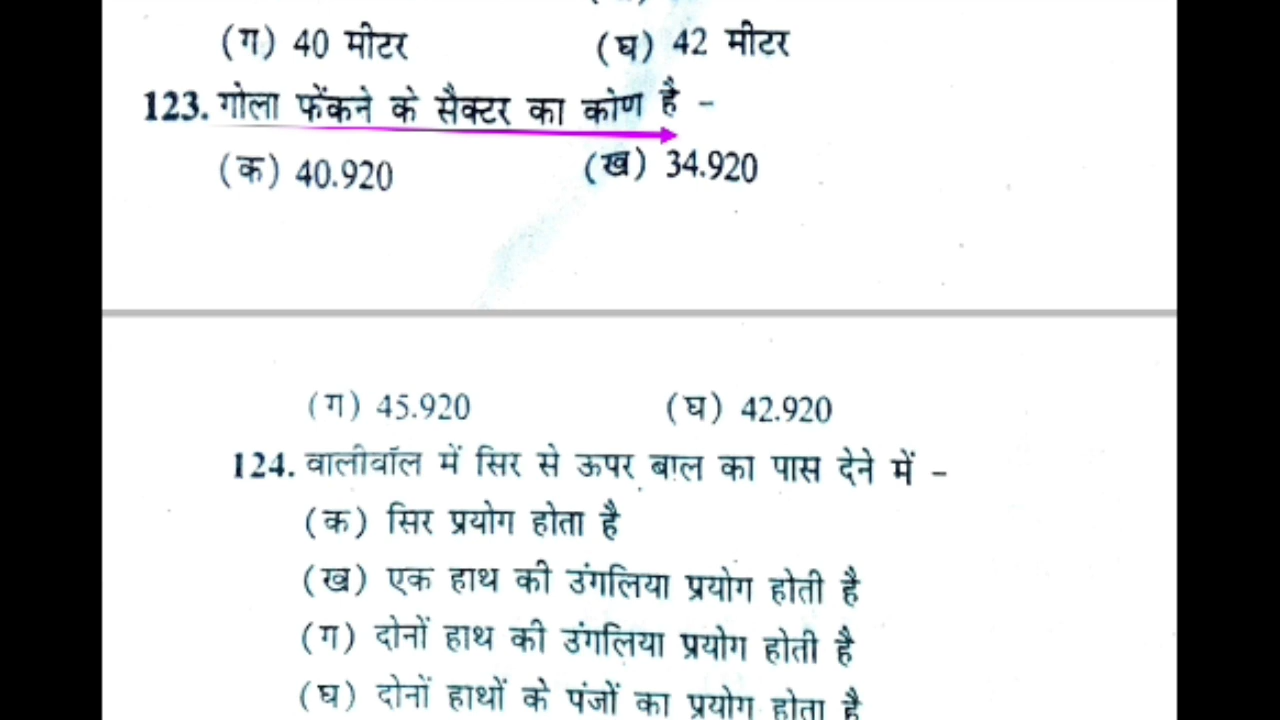 (ग) 40 मीटर (घ) 42 मीटर
123. गोला फेंकने के सैक्टर का कोण है -
(क) 40.920 (ख) 34.920
(ग) 45.920 (घ) 42.920
124. वालीवॉल में सिर से ऊपर बाल का पास देने में -
(क) सिर प्रयोग होता है
(ख) एक हाथ की उंगलिया प्रयोग होती है
(ग) दोनों हाथ की उंगलिया प्रयोग होती है
(घ) दोनों हाथों के पंजों का प्रयोग होता है